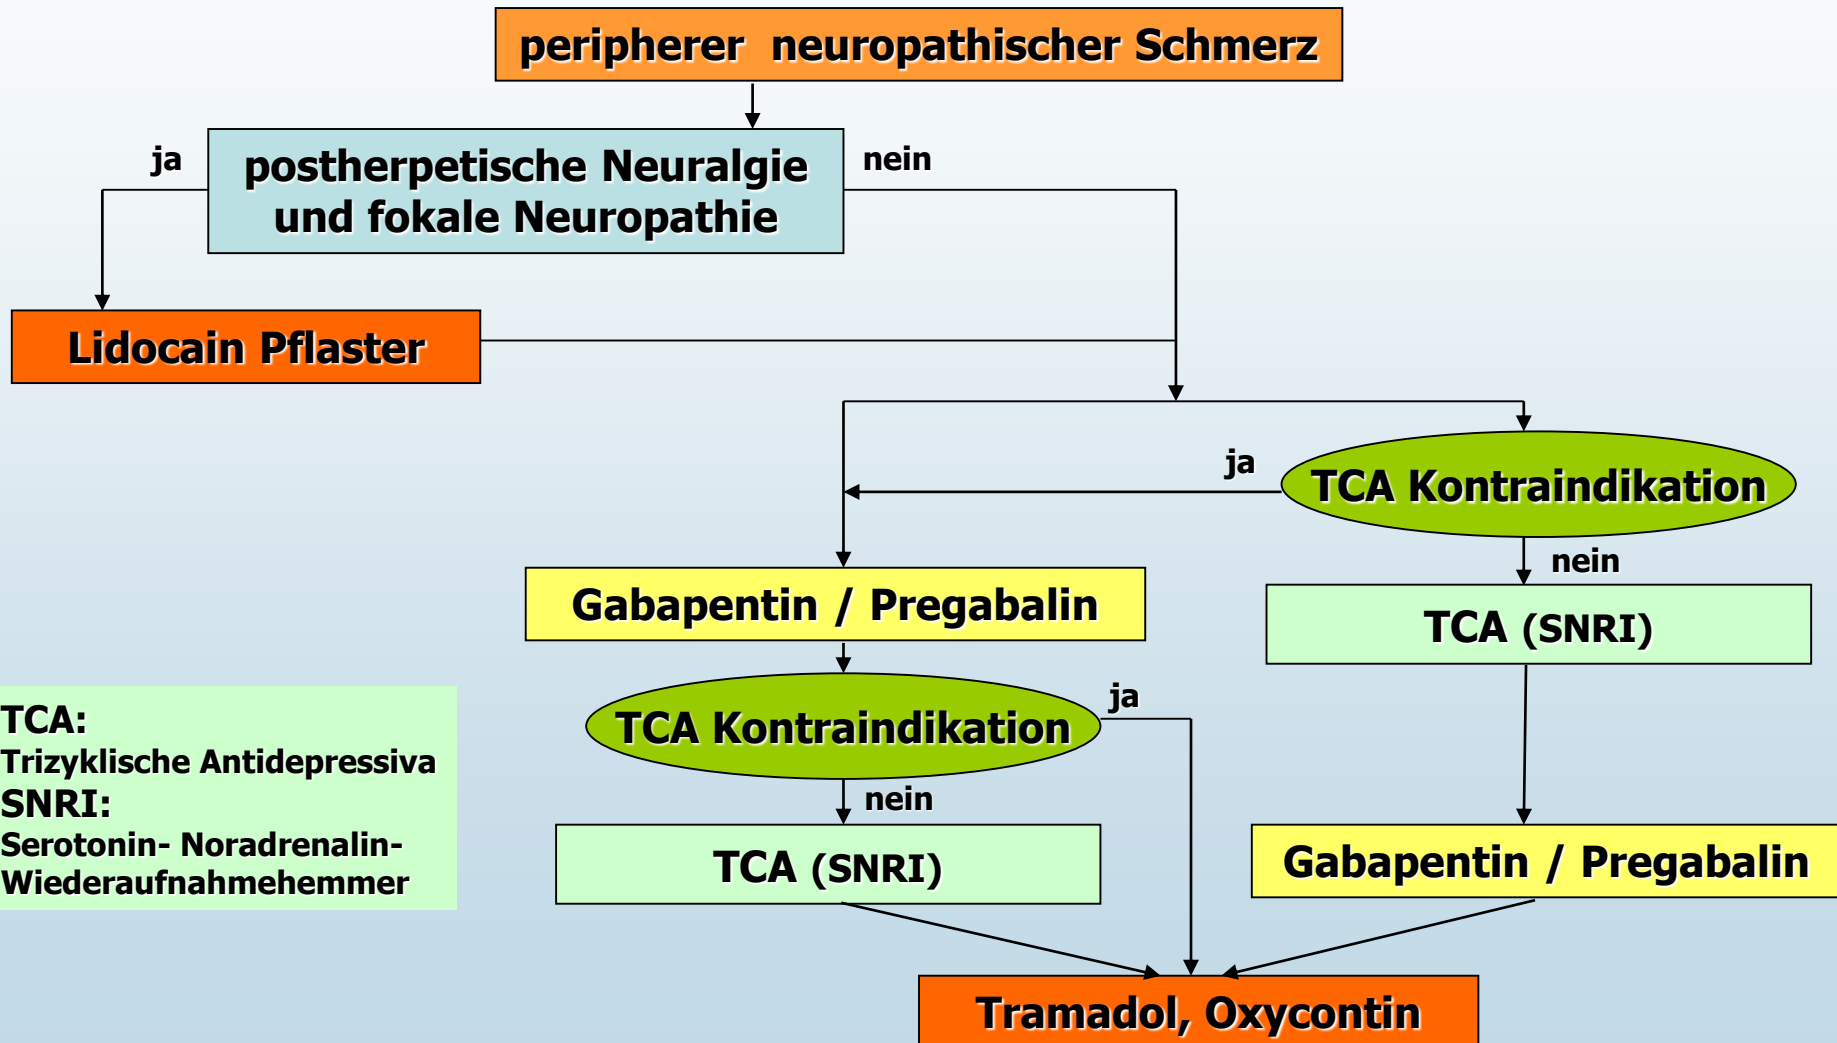 peripherer neuropathischer Schmerz
ja
postherpetische Neuralgie
und fokale Neuropathie
nein
Lidocain Pflaster
ja
TCA Kontraindikation
nein
Gabapentin / Pregabalin
TCA (SNRI)
TCA Kontraindikation
ja
nein
TCA (SNRI)
Gabapentin / Pregabalin
Tramadol, Oxycontin
TCA:
Trizyklische Antidepressiva
SNRI:
Serotonin- Noradrenalin-
Wiederaufnahmehemmer